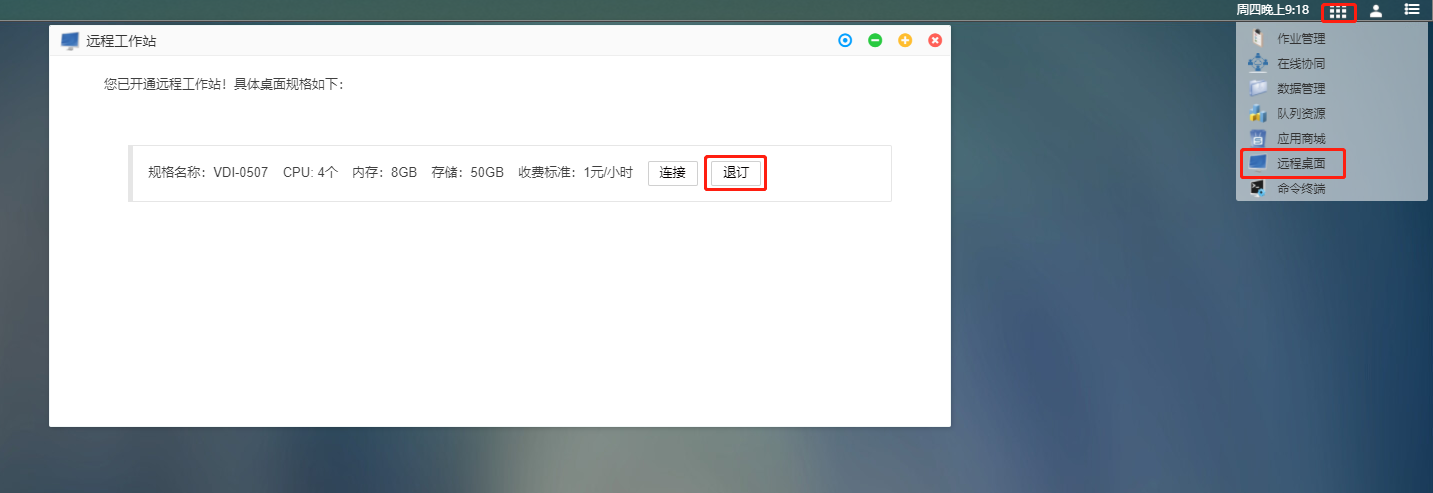 周四晚上9:18
远程工作站
您已开通远程工作站！具体桌面规格如下：
规格名称：VDI-0507 CPU: 4个 内存：8GB 存储：50GB 收费标准：1元/小时 连接 退订
作业管理
在线协同
数据管理
队列资源
应用商城
远程桌面
命令终端